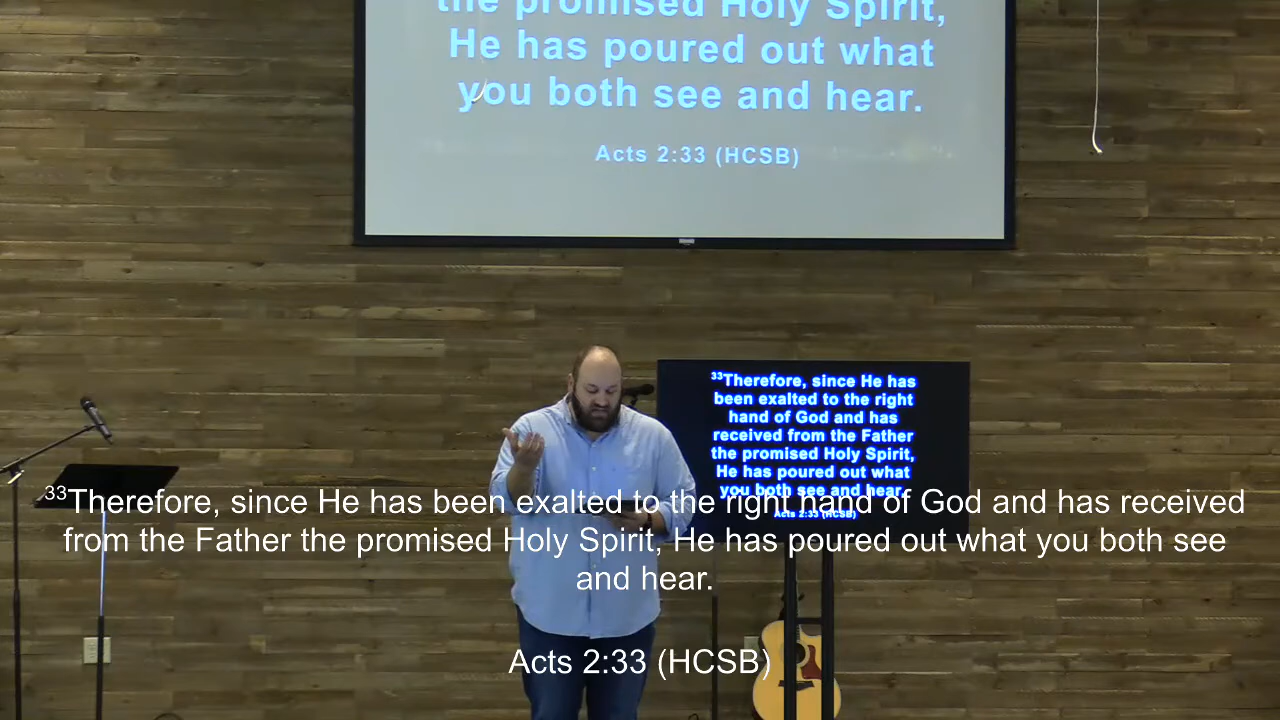 the promised Holy Spirit,
He has poured out what
you both see and hear.
Acts 2:33 (HCSB)
33Therefore, since He has
been exalted to the right
hand of God and has
received from the Father
the promised Holy Spirit,
He has poured out what
you both see and hear.
Acts 2:33 (HCSB)
33Therefore, since He has been exalted to the right hand of God and has received
from the Father the promised Holy Spirit, He has poured out what you both see
and hear.
Acts 2:33 (HCSB)